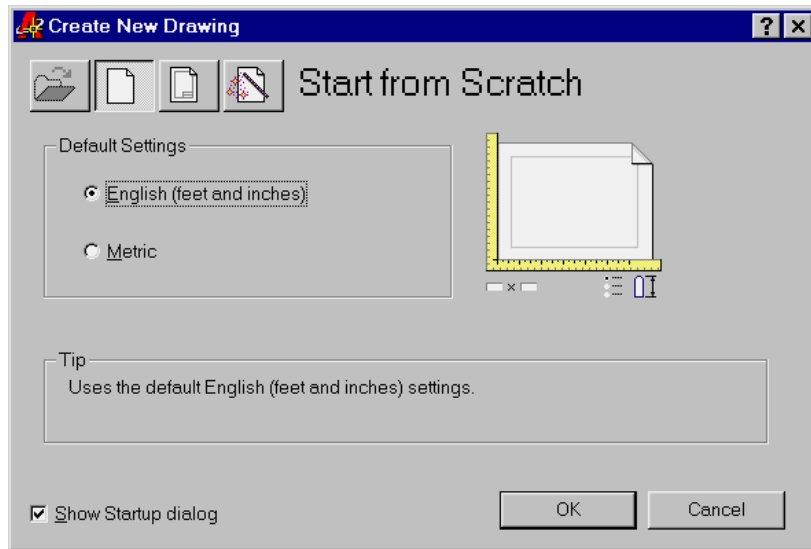 Create New Drawing
Start from Scratch
Default Settings
English (feet and inches)
Metric
Tip
Uses the default English (feet and inches) settings.
Show Startup dialog
OK
Cancel